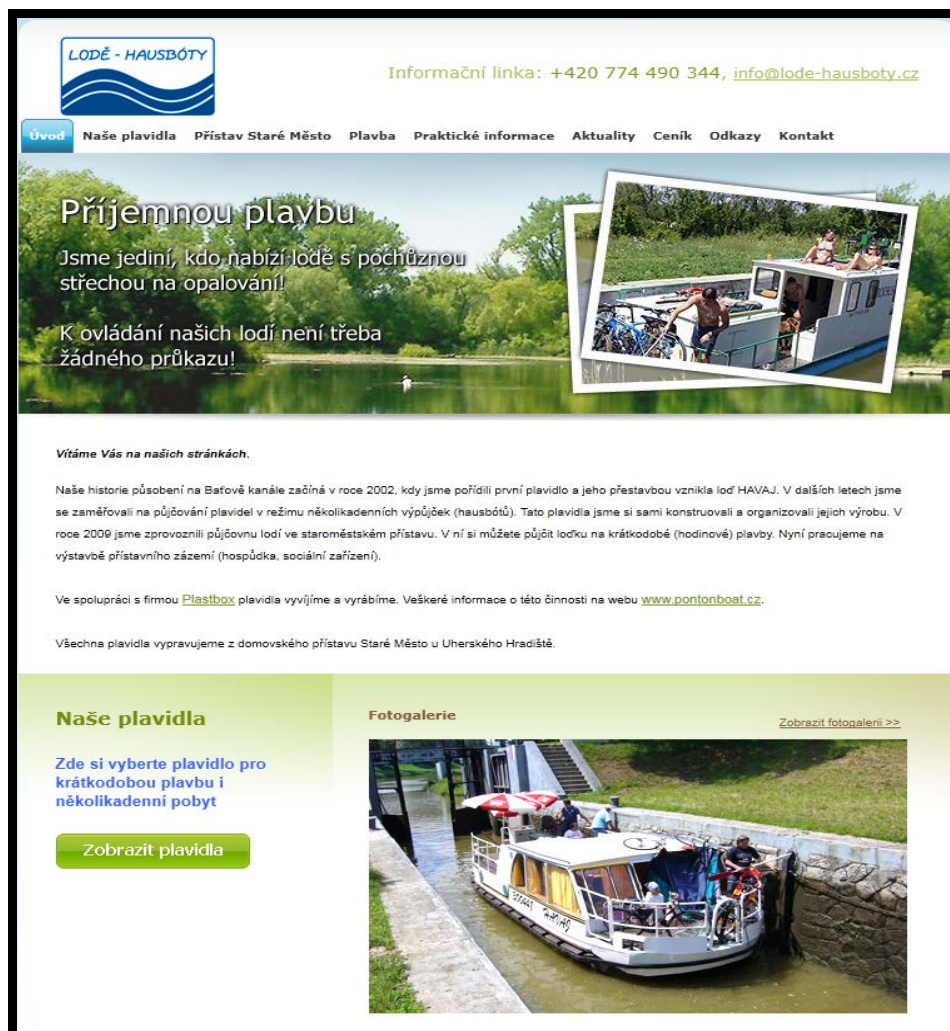 LODĚ - HAUSBÓTY
Informační linka: +420 774 490 344, info@lode-hausboty.cz
Úvod Naše plavidla Přístav Staré Město Plavba Praktické informace Aktuality Ceník Odkazy Kontakt
Příjemnou plavbu
Jsme jediní, kdo nabízí lodě s pochůznou
střechou na opalování!
K ovládání našich lodí není třeba
žádného průkazu!
Vítáme Vás na našich stránkách.
Naše historie působení na Baťově kanále začíná v roce 2002, kdy jsme pořídili první plavidlo a jeho přestavbou vznikla loď HAVAJ. V dalších letech jsme
se zaměřovali na půjčování plavidel v režimu několikadenních výpůjček (hausbótů). Tato plavidla jsme si sami konstruovali a organizovali jejich výrobu. V
roce 2009 jsme zprovoznili půjčovnu lodí ve staroměstském přístavu. V ní si můžete půjčit loďku na krátkodobé (hodinové) plavby. Nyní pracujeme na
výstavbě přístavního zázemí (hospůdka, sociální zařízení).
Ve spolupráci s firmou Plastbox plavidla vyvíjíme a vyrábíme. Veškeré informace o této činnosti na webu www.pontonboat.cz.
Všechna plavidla vypravujeme z domovského přístavu Staré Město u Uherského Hradiště.
Naše plavidla
Zde si vyberte plavidlo pro
krátkodobou plavbu i
několikadenní pobyt
Zobrazit plavidla
Fotogalerie
Zobrazit fotogalerii >>
HAVAJ